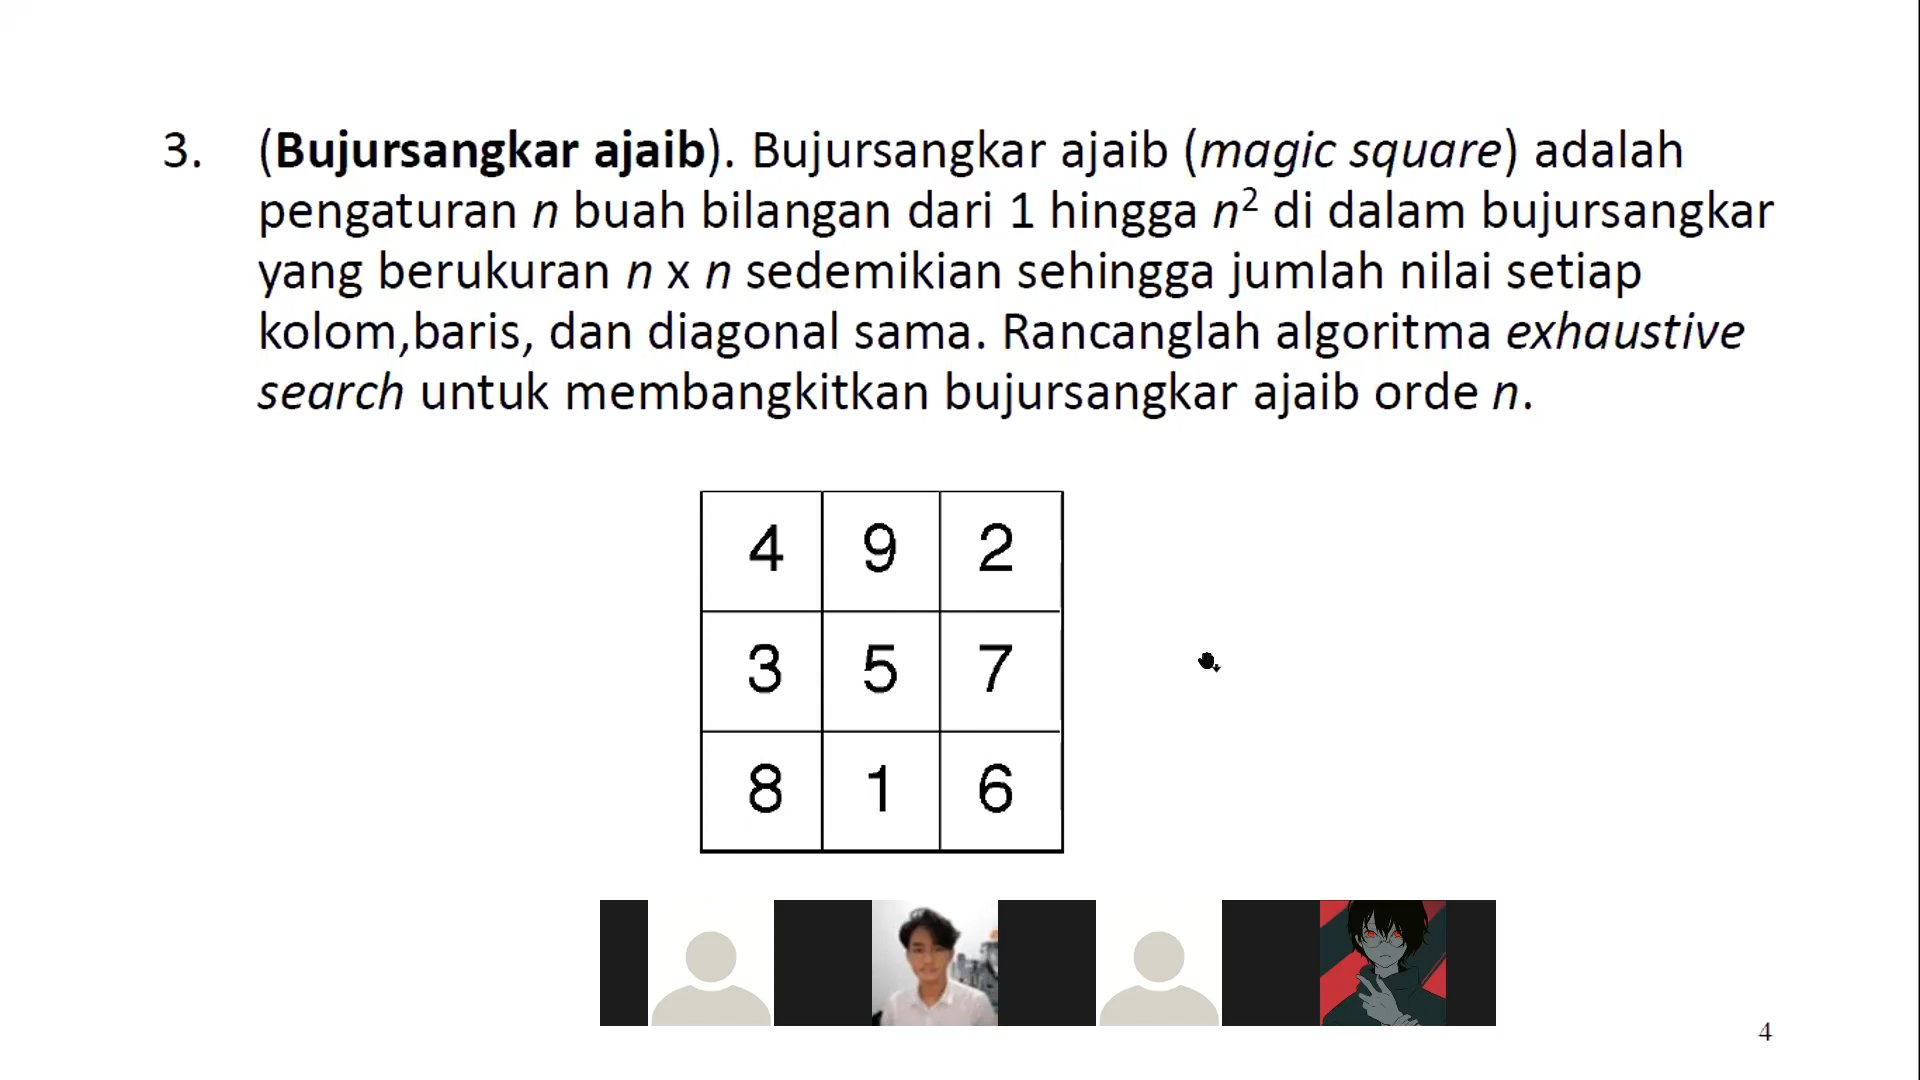 3. (Bujursangkar ajaib). Bujursangkar ajaib (magic square) adalah
pengaturan n buah bilangan dari 1 hingga n² di dalam bujursangkar
yang berukuran n x n sedemikian sehingga jumlah nilai setiap
kolom,baris, dan diagonal sama. Rancanglah algoritma exhaustive
search untuk membangkitkan bujursangkar ajaib orde n.
4 9 2
3 5 7
8 1 6
4